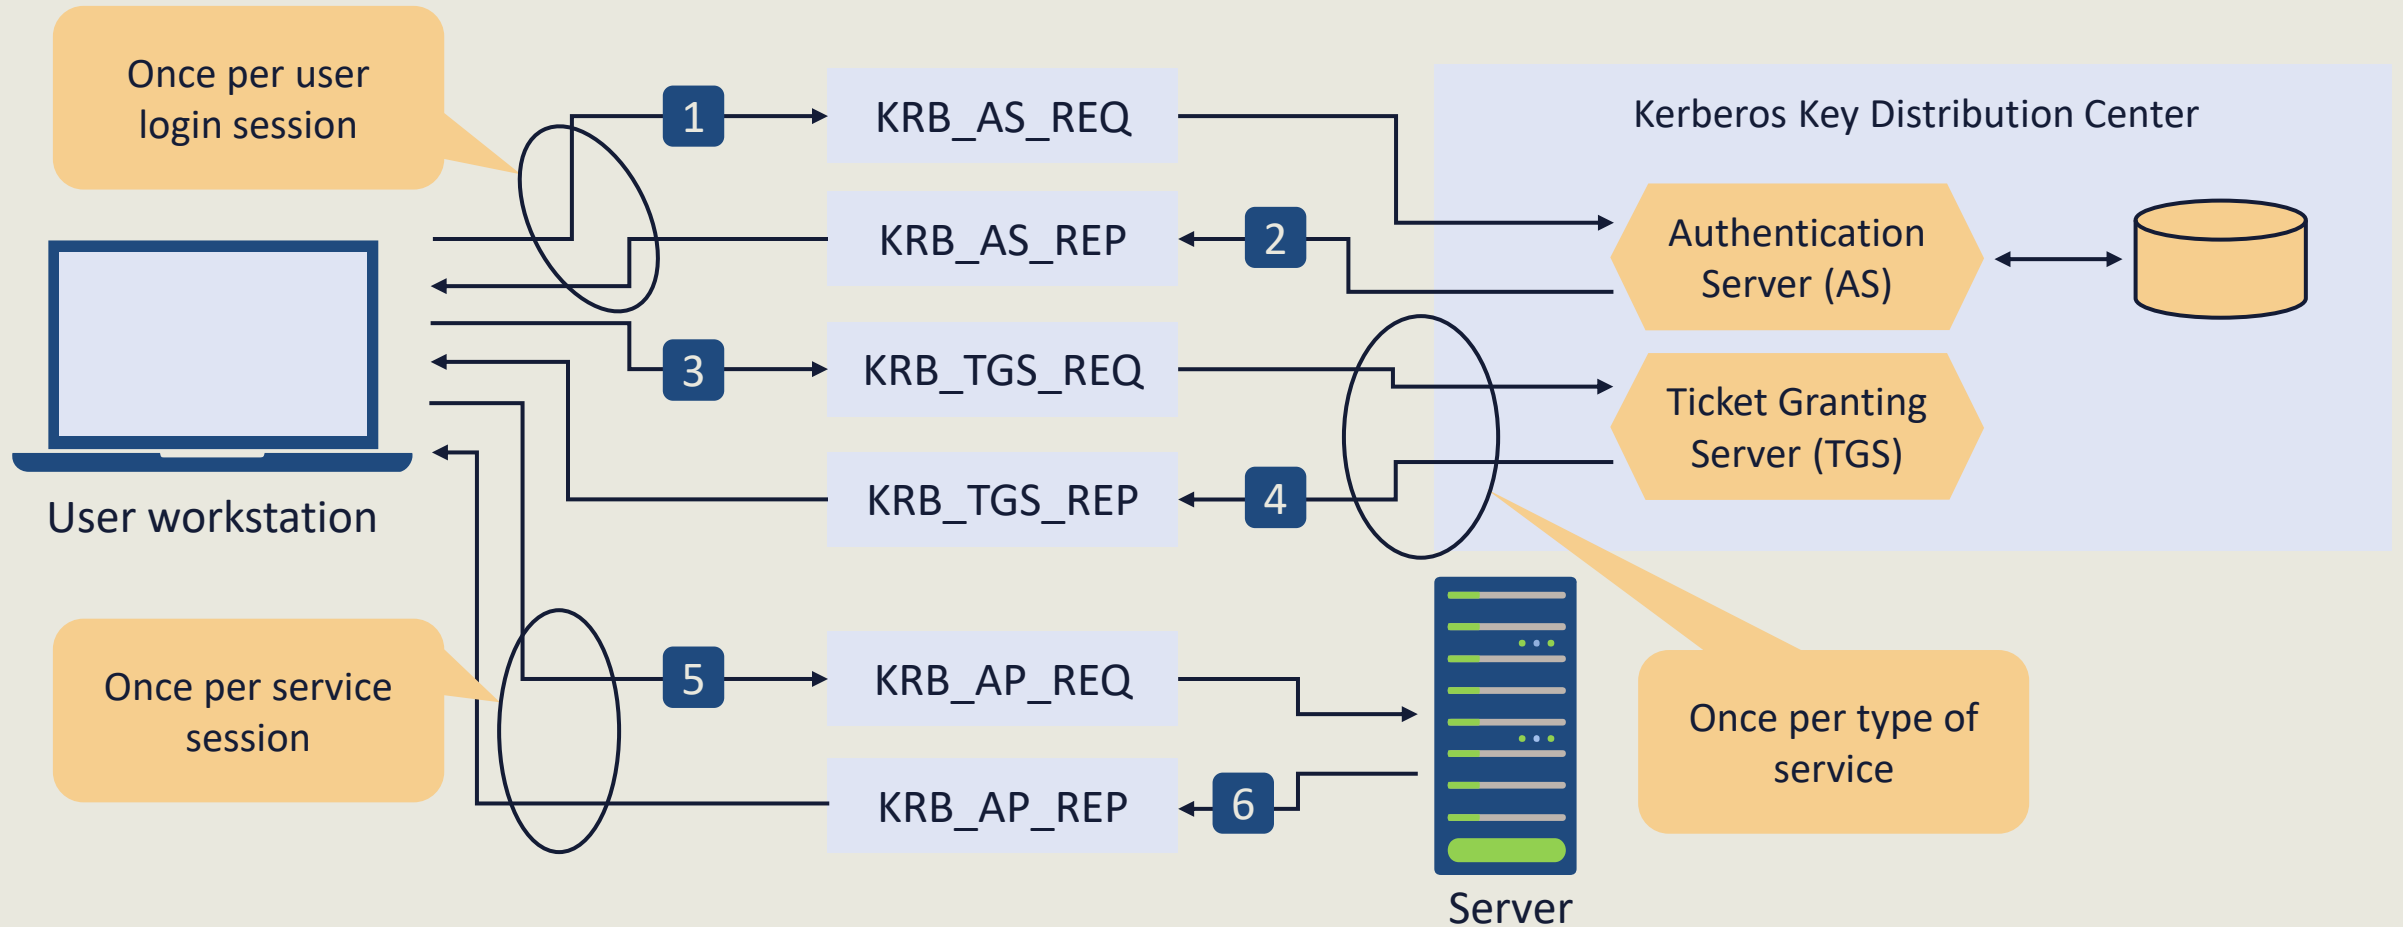 Once per user
login session
1
KRB_AS_REQ
Kerberos Key Distribution Center
KRB_AS_REP
2
Authentication
Server (AS)
3
KRB_TGS_REQ
Ticket Granting
Server (TGS)
KRB_TGS_REP
4
User workstation
Once per service
session
5
KRB_AP_REQ
Once per type of
service
KRB_AP_REP
6
Server